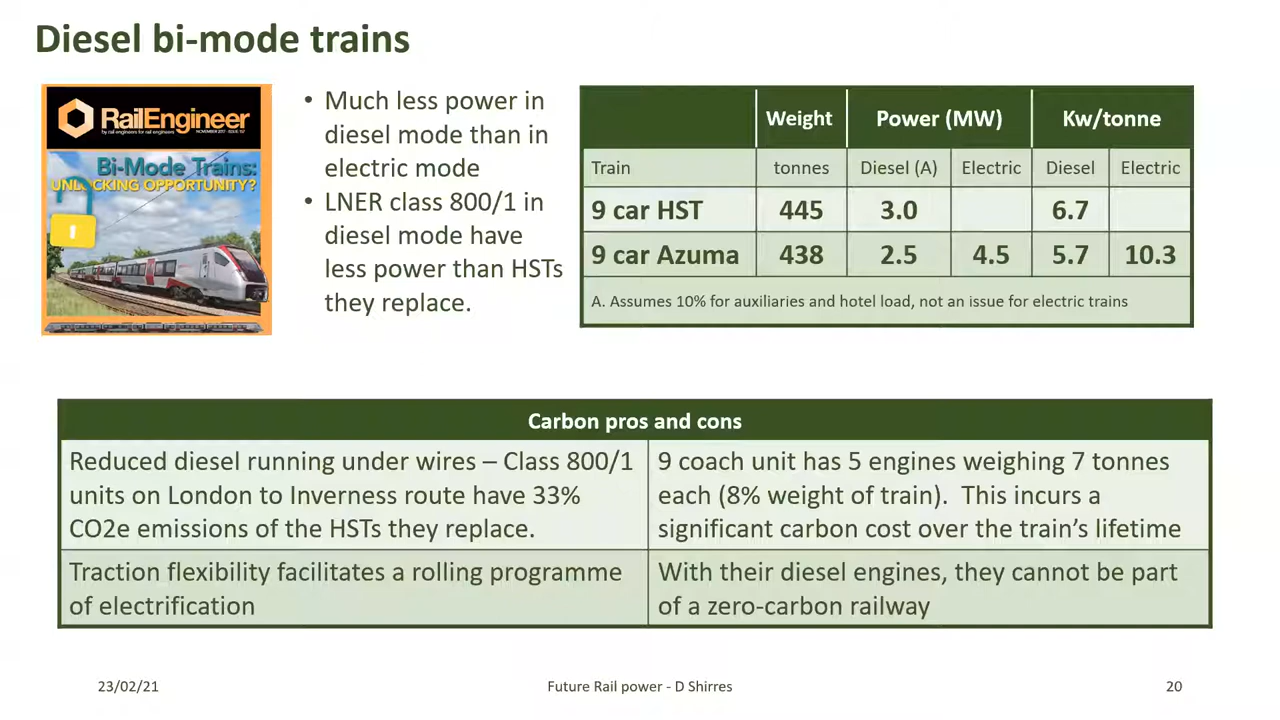 Diesel bi-mode trains
RailEngineer
by rail engineers for rail engineers
Bi-Mode Trains:
UNLOCKING OPPORTUNITY?
• Much less power in
diesel mode than in
electric mode
• LNER class 800/1 in
diesel mode have
less power than HSTs
they replace.
Weight Power (MW) Kw/tonne
Train tonnes Diesel (A) Electric Diesel Electric
9 car HST 445 3.0 6.7
9 car Azuma 438 2.5 4.5 5.7 10.3
A. Assumes 10% for auxiliaries and hotel load, not an issue for electric trains
Carbon pros and cons
Reduced diesel running under wires – Class 800/1
units on London to Inverness route have 33%
CO2e emissions of the HSTs they replace.
9 coach unit has 5 engines weighing 7 tonnes
each (8% weight of train). This incurs a
significant carbon cost over the train's lifetime
Traction flexibility facilitates a rolling programme
of electrification
With their diesel engines, they cannot be part
of a zero-carbon railway
23/02/21
Future Rail power - D Shirres
20